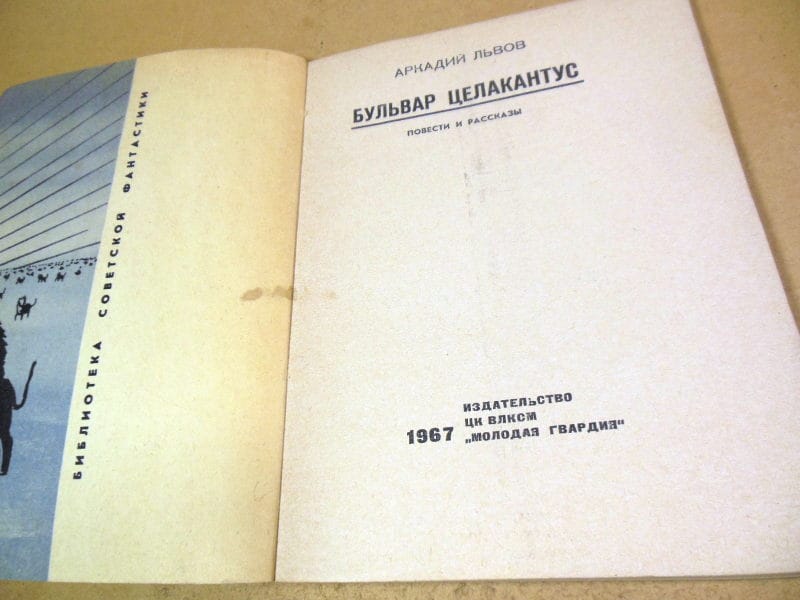 БИБЛИОТЕКА СОВЕТСКОЙ ФАНТАСТИКИ
АРКАДИЙ ЛЬВОВ
БУЛЬВАР ЦЕЛАКАНТУС
ПОВЕСТИ И РАССКАЗЫ
ИЗДАТЕЛЬСТВО
ЦК ВЛКСМ
1967 „МОЛОДАЯ ГВАРДИЯ"